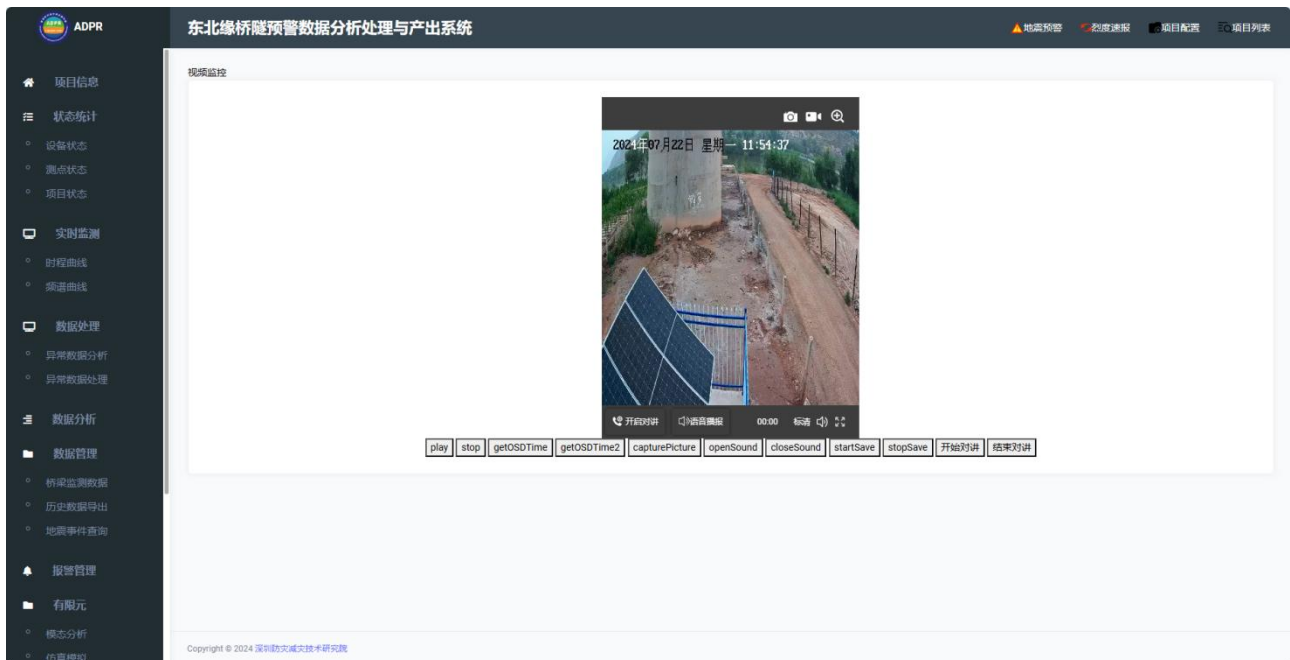 ADPR
东北缘桥隧预警数据分析处理与产出系统
地震预警 烈度速报 项目配置 项目列表
项目信息
状态统计
设备状态
测点状态
项目状态
实时监测
时程曲线
频谱曲线
数据处理
异常数据分析
异常数据处理
数据分析
数据管理
桥梁监测数据
历史数据导出
地震事件查询
报警管理
有限元
模态分析
仿真模拟
视频监控
2024年07月22日 星期一 11:54:37
开启对讲 语音播报 00:00 标清
play stop getOSDTime getOSDTime2 capturePicture openSound closeSound startSave stopSave 开始对讲 结束对讲
Copyright © 2024 深圳防灾减灾技术研究院